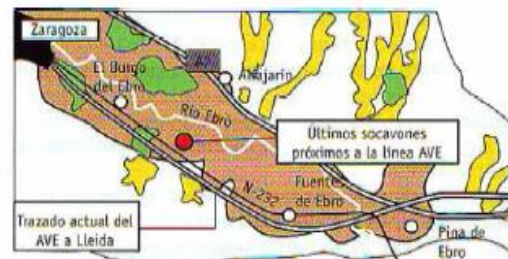 Zaragoza
El Burgo
del Ebro
Alfajarín
Río Ebro
Últimos socavones
próximos a la línea AVE
Fuentes
de Ebro
N-232
Trazado actual del
AVE a Lleida
Pina de
Ebro